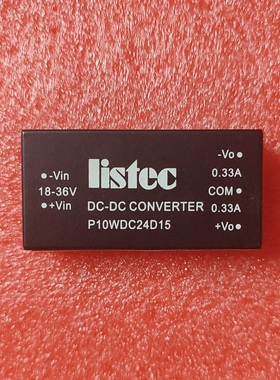 listec
-Vin
18-36V
+Vin
-Vo
0.33A
COM
0.33A
+Vo
DC-DC CONVERTER
P10WDC24D15